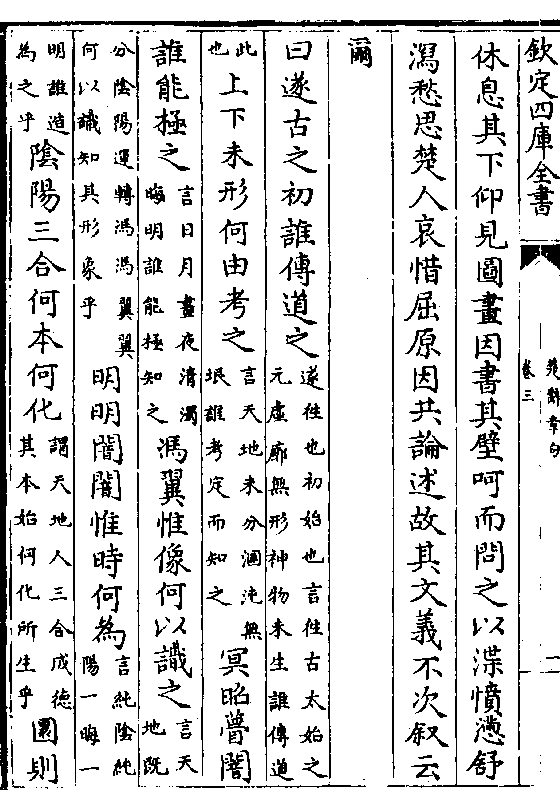 欽定四庫全書
楚辭章句
卷三
二
休息其下仰見圖畫因書其壁呵而問之以渫憤懣舒
瀉愁思楚人哀惜屈原因共論述故其文義不次叙云
爾
曰遂古之初誰傳道之遂往也初始也言往古太始之元虛廓無形神物未生誰傳道
此也上下未形何由考之言天地未分溷沌無垠誰考定而知之冥昭瞢闇
誰能極之言日月晝夜清濁晦明誰能極知之馮翼惟像何以識之言天地既
分陰陽運轉馮馮翼翼何以識知其形象乎明明闇闇惟時何為言純陰純陽一晦一
明誰造為之乎陰陽三合何本何化謂天地人三合成德其本始何化所生乎圜則